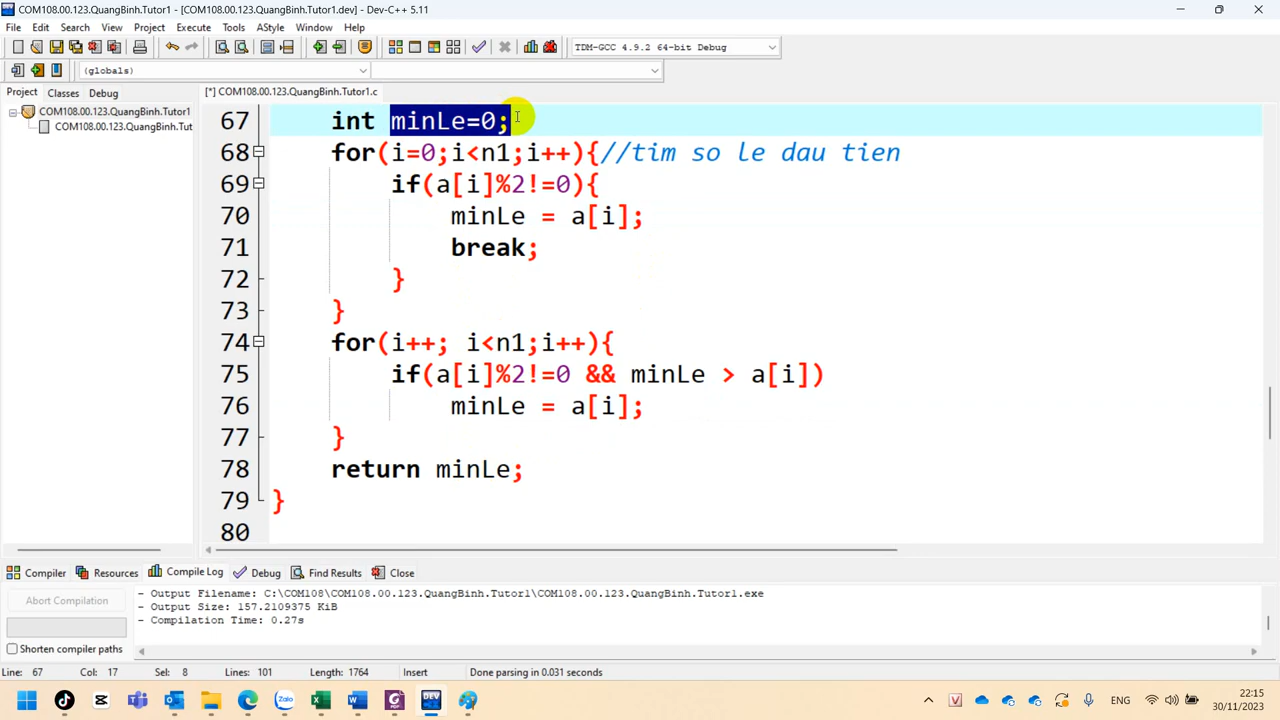 COM108.00.123.QuangBinh.Tutor1 - [COM108.00.123.QuangBinh.Tutor1.dev] - Dev-C++ 5.11
File Edit Search View Project Execute Tools AStyle Window Help
TDM-GCC 4.9.2 64-bit Debug
(globals)
Project Classes Debug
[*] COM108.00.123.QuangBinh.Tutor1.c
COM108.00.123.QuangBinh.Tutor1
COM108.00.123.QuangBinh.Tut
67 int minLe=0;
68 for(i=0;i<n1;i++){//tim so le dau tien
69 if(a[i]%2!=0){
70 minLe = a[i];
71 break;
72 }
73 }
74 for(i++; i<n1;i++){
75 if(a[i]%2!=0 && minLe > a[i])
76 minLe = a[i];
77 }
78 return minLe;
79 }
80
Compiler Resources Compile Log Debug Find Results Close
Abort Compilation
Shorten compiler paths
- Output Filename: C:\COM108\COM108.00.123.QuangBinh.Tutor1\COM108.00.123.QuangBinh.Tutor1.exe
- Output Size: 157.2109375 KiB
- Compilation Time: 0.27s
Line: 67 Col: 17 Sel: 8 Lines: 101 Length: 1764 Insert Done parsing in 0.031 seconds
DEV
Zalo
V
ENG
22:15
30/11/2023